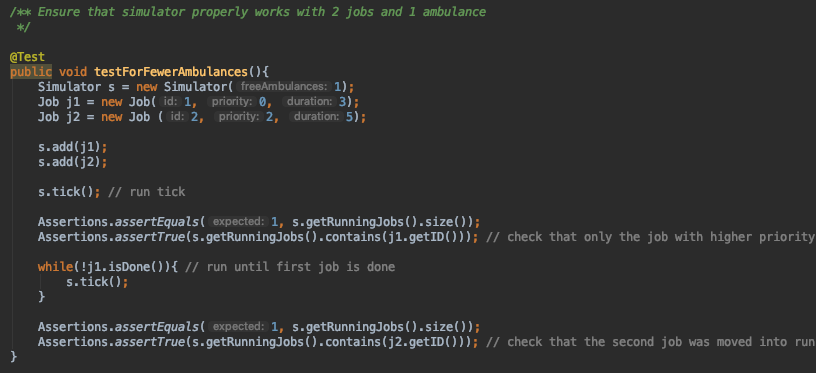 /** Ensure that simulator properly works with 2 jobs and 1 ambulance
*/
@Test
public void testForFewerAmbulances(){
Simulator s = new Simulator( freeAmbulances: 1);
Job j1 = new Job( id: 1, priority: 0, duration: 3);
Job j2 = new Job ( id: 2, priority: 2, duration: 5);
s.add(j1);
s.add(j2);
s.tick(); // run tick
Assertions.assertEquals( expected: 1, s.getRunningJobs().size());
Assertions.assertTrue(s.getRunningJobs().contains(j1.getID())); // check that only the job with higher priority
while(!j1.isDone()){ // run until first job is done
s.tick();
}
Assertions.assertEquals( expected: 1, s.getRunningJobs().size());
Assertions.assertTrue(s.getRunningJobs().contains(j2.getID())); // check that the second job was moved into run
}